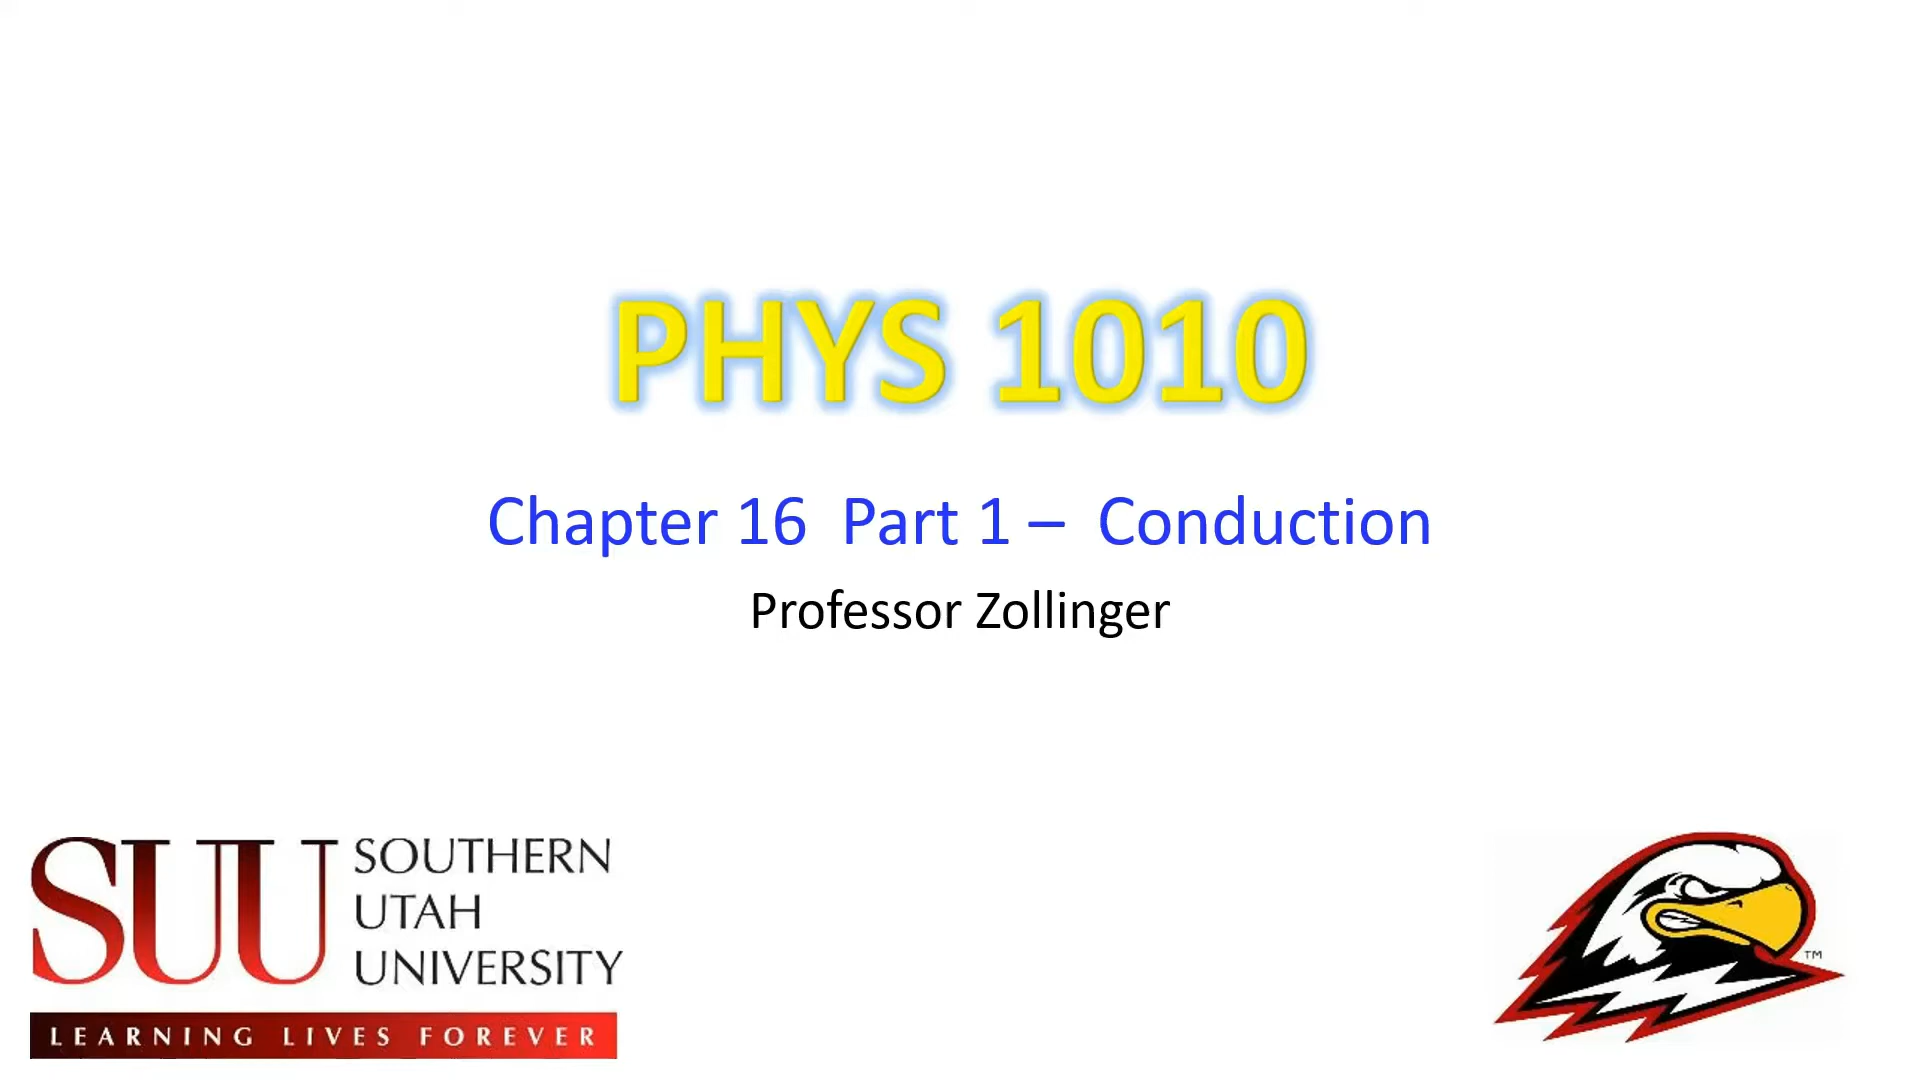 PHYS 1010
Chapter 16  Part 1 –  Conduction
Professor Zollinger
SUU
SOUTHERN
UTAH
UNIVERSITY
LEARNING LIVES FOREVER
TM